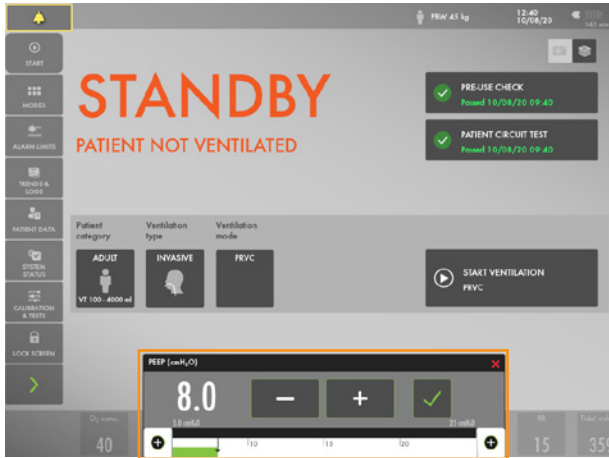 PBW 45 kg
12:40
10/08/20
START
MODES
ALARM LIMITS
TRENDS &
LOGS
PATIENT DATA
SYSTEM
STATUS
CALIBRATION
& TESTS
LOCK SCREEN
STANDBY
PATIENT NOT VENTILATED
PRE-USE CHECK
Passed 10/08/20 09:40
PATIENT CIRCUIT TEST
Passed 10/08/20 09:40
Patient
category
Ventilation
type
Ventilation
mode
ADULT
VT 100 - 4000 ml
INVASIVE
PRVC
START VENTILATION
PRVC
PEEP (cmH₂O)
8.0
5.0 cmH₂O
21 cmH₂O
10
15
20
O₂ conc.
40
RR
15
Tidal
35